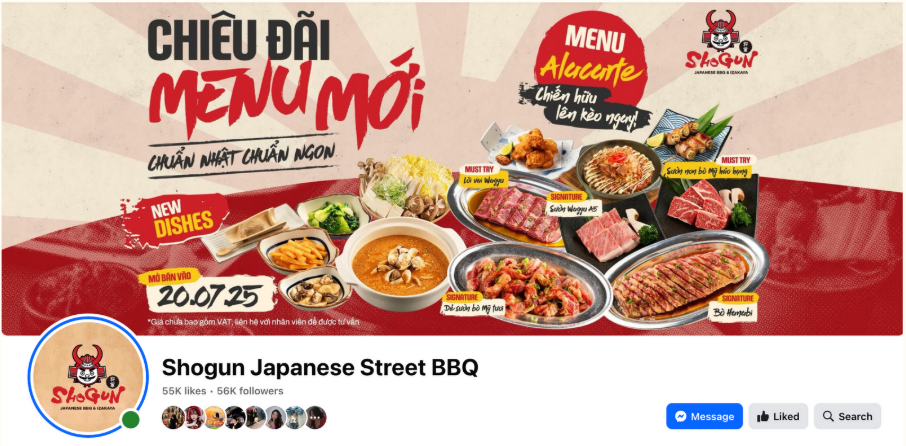 CHIÊU ĐÃI
MENU MỚI
CHUẨN NHẬT CHUẨN NGON
MENU
Alacarte
Chiến hữu
lên kèo ngay!
SHOGUN
JAPANESE BBQ & IZAKAYA
NEW
DISHES
MỞ BÁN VÀO
20.07.25
*Giá chưa bao gồm VAT, liên hệ với nhân viên để được tư vấn
MUST TRY
Lõi vai Wagyu
SIGNATURE
Sườn Wagyu A5
MUST TRY
Sườn non bò Mỹ hảo hạng
SIGNATURE
Dẻ sườn bò Mỹ tươi
SIGNATURE
Bò Hamabi
SHOGUN
JAPANESE BBQ & IZAKAYA
Shogun Japanese Street BBQ
55K likes • 56K followers
Message
Liked
Search